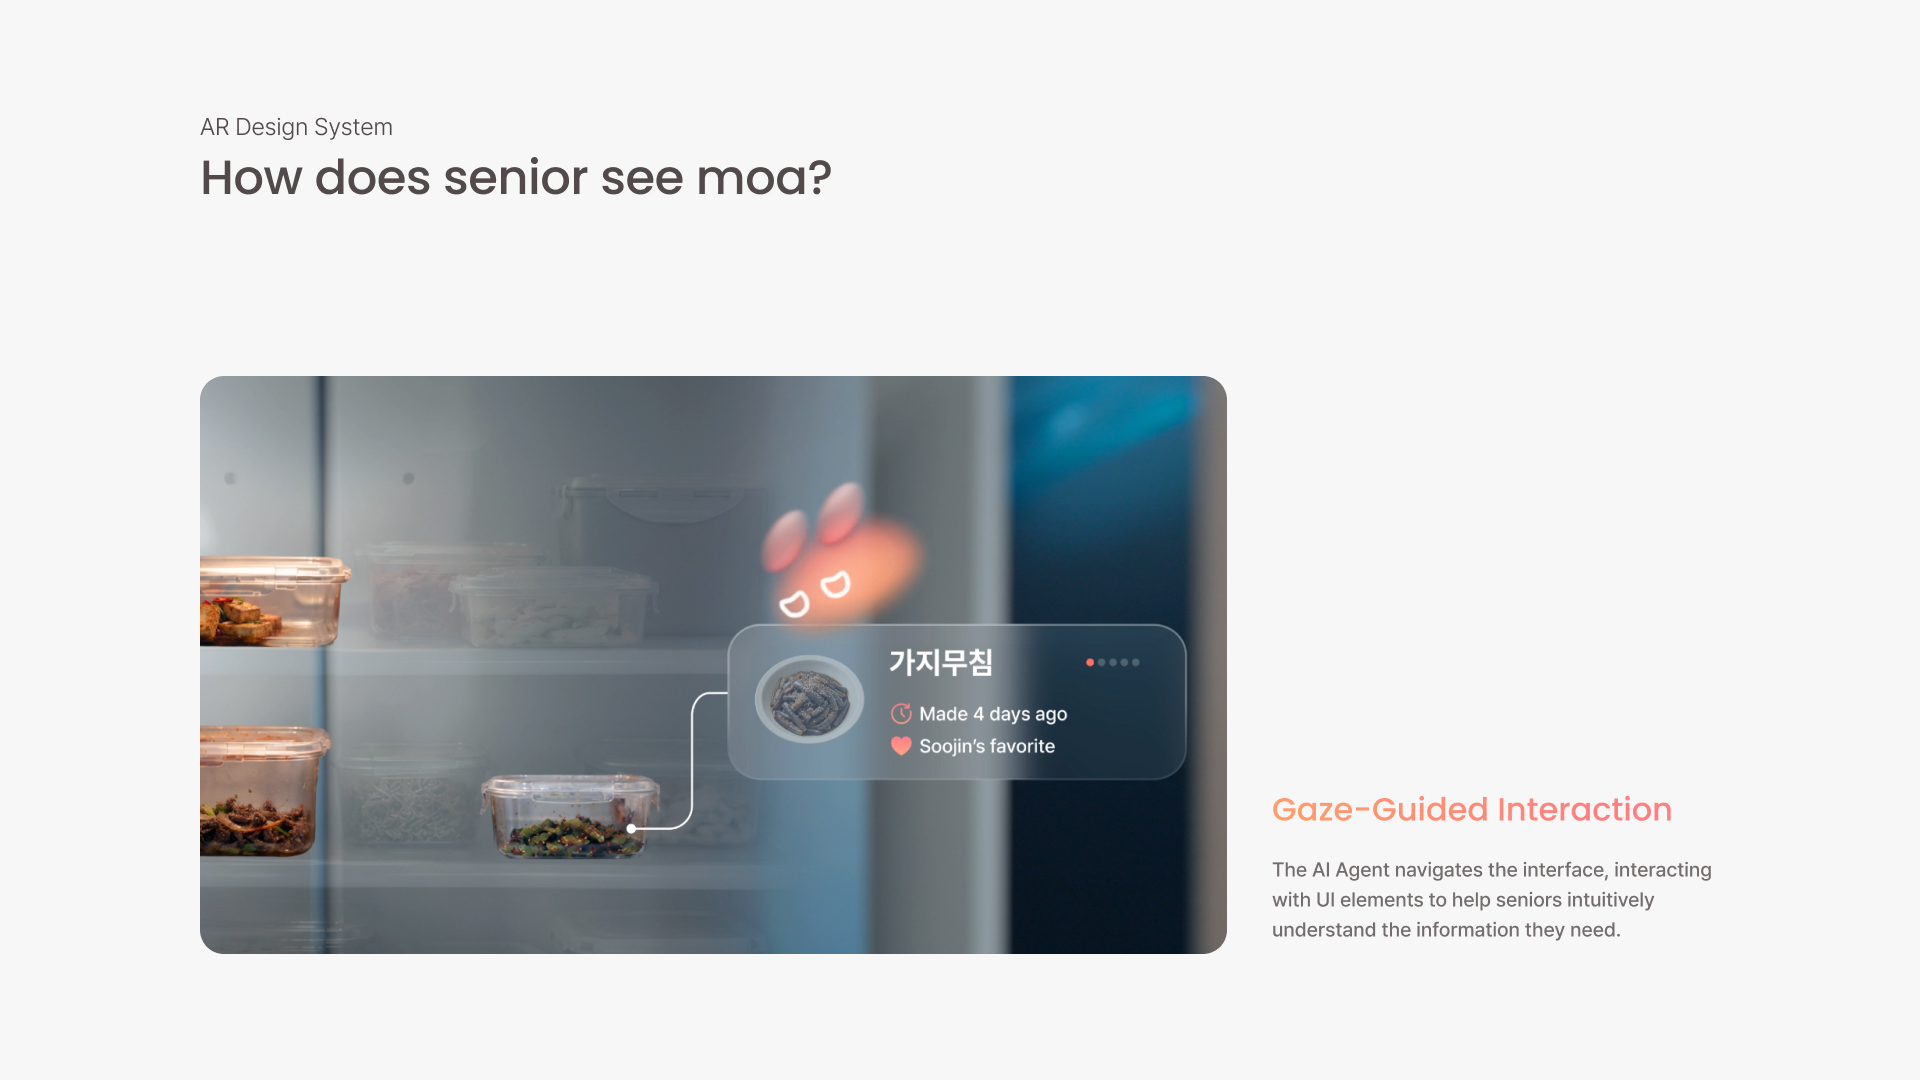 AR Design System
How does senior see moa?
가지무침
Made 4 days ago
Soojin's favorite
Gaze-Guided Interaction
The AI Agent navigates the interface, interacting
with UI elements to help seniors intuitively
understand the information they need.